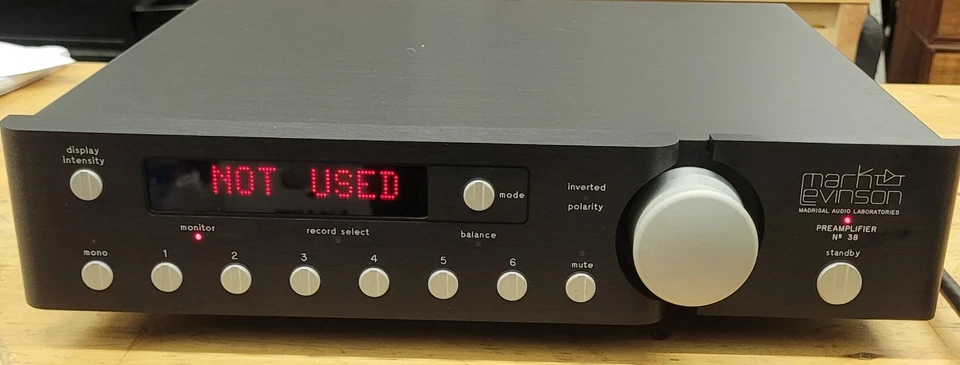 display
intensity
NOT USED
mode
inverted
polarity
mark
levinson
MADRIGAL AUDIO LABORATORIES
PREAMPLIFIER
Nº 38
monitor
record select
balance
mono
1
2
3
4
5
6
mute
standby